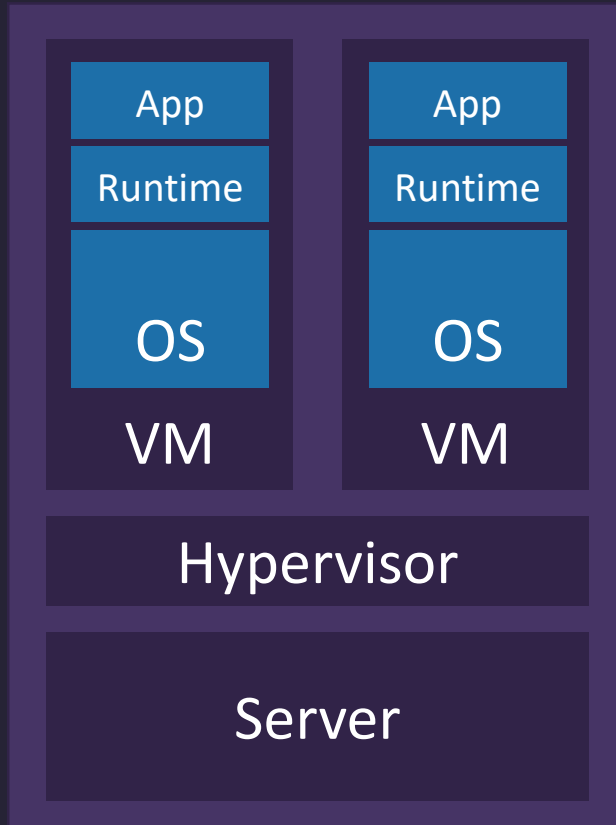 App
Runtime
OS
VM
App
Runtime
OS
VM
Hypervisor
Server